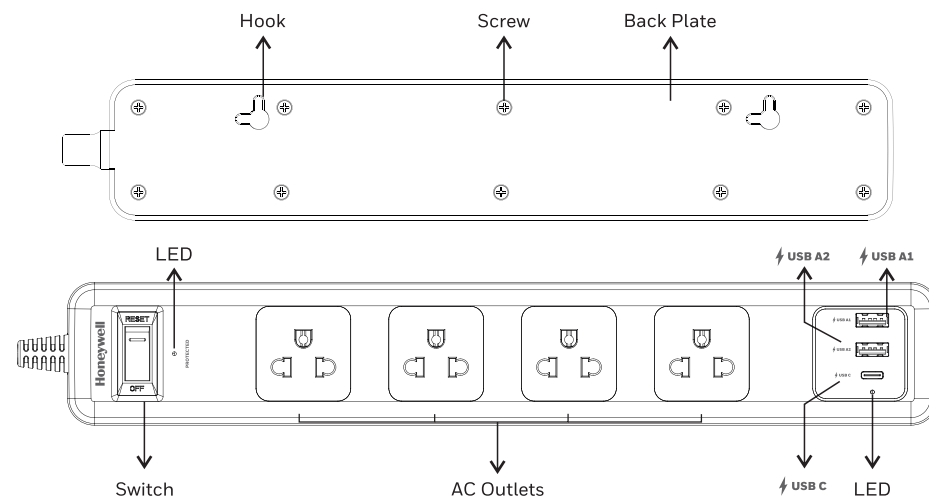 Hook
Screw
Back Plate
LED
USB A2
USB A1
RESET
OFF
Honeywell
PROTECTED
USB A1
USB A2
USB C
Switch
AC Outlets
USB C
LED